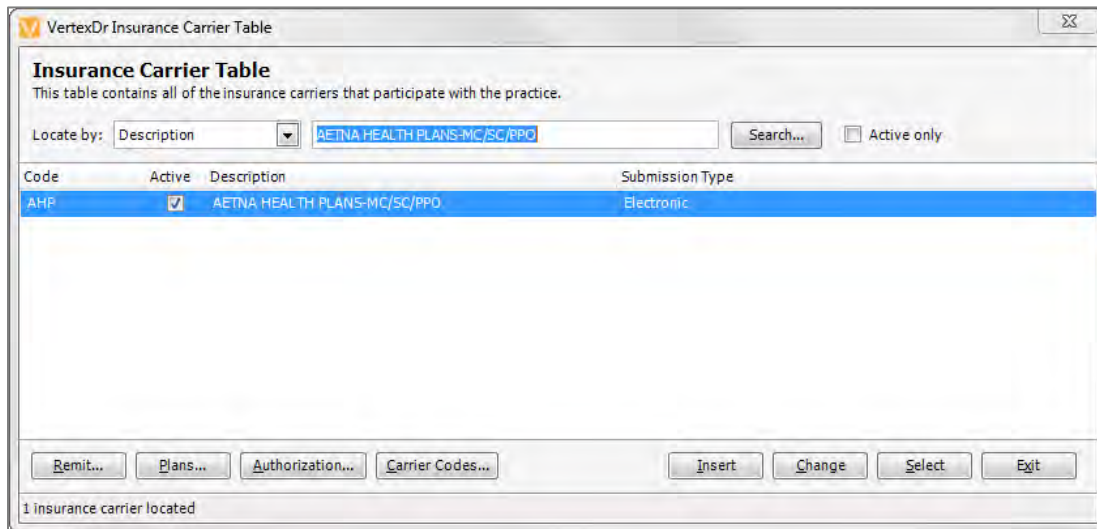 VertexDr Insurance Carrier Table
Insurance Carrier Table
This table contains all of the insurance carriers that participate with the practice.
Locate by: Description AETNA HEALTH PLANS-MC/SC/PPO Search... Active only
Code Active Description Submission Type
AHP AETNA HEALTH PLANS-MC/SC/PPO Electronic
Remit... Plans... Authorization... Carrier Codes... Insert Change Select Exit
1 insurance carrier located